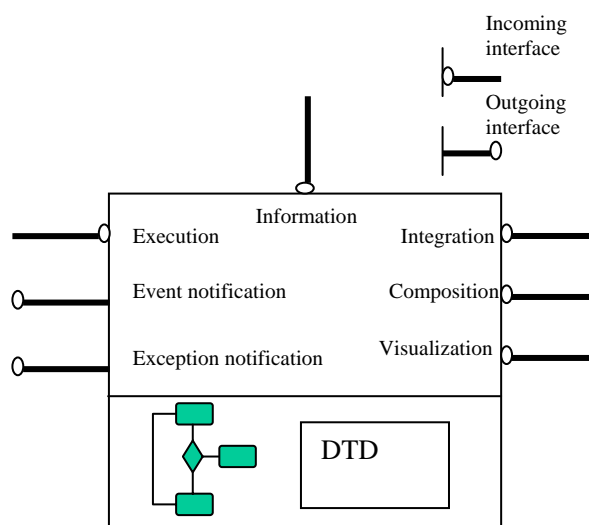 Incoming
interface
Outgoing
interface
Information
Execution
Integration
Event notification
Composition
Exception notification
Visualization
DTD